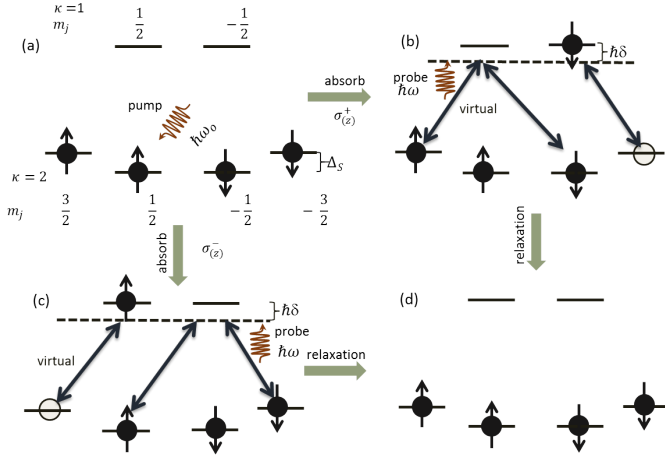 κ = 1 1/2 −1/2
m_j
(a)
pump
ħω_o
Δ_S
κ = 2
m_j 3/2 1/2 −1/2 −3/2
absorb
σ⁺_(z)
(b)
ħδ
probe
ħω
virtual
absorb
σ⁻_(z)
relaxation
(c)
ħδ
probe
ħω
virtual
relaxation
(d)